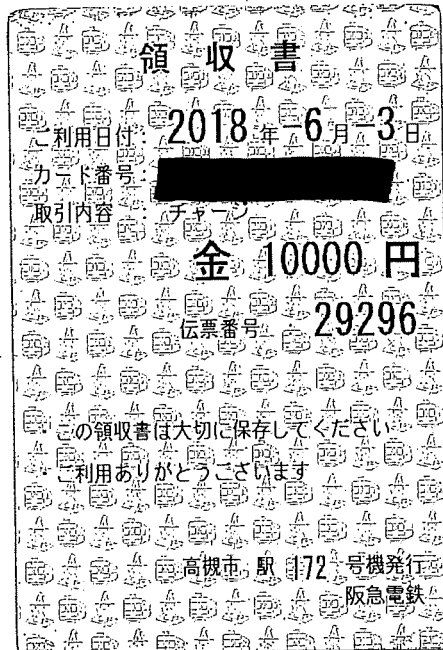 領収書
ご利用日付：2018年-6月-3日
カード番号：
取引内容：チャージ
金 10000 円
伝票番号 29296
・この領収書は大切に保存してください
・ご利用ありがとうございます
高槻市 駅 172 号機発行
阪急電鉄